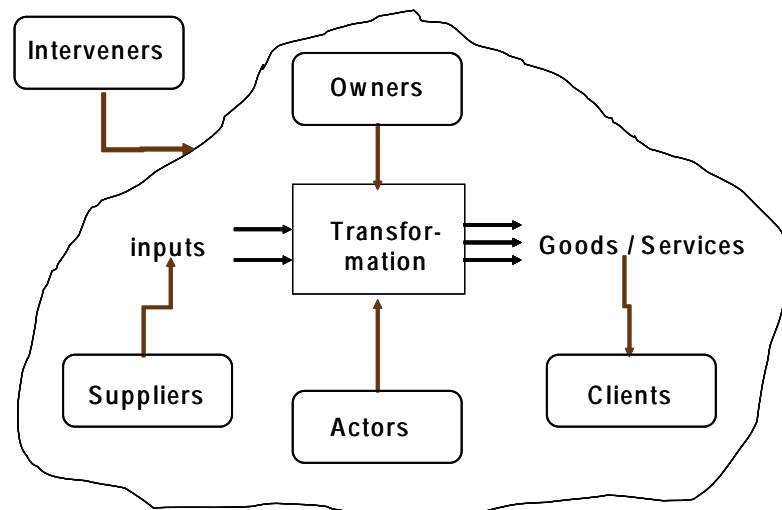 Interveners
Owners
Transfor-
mation
inputs
Goods / Services
Suppliers
Actors
Clients